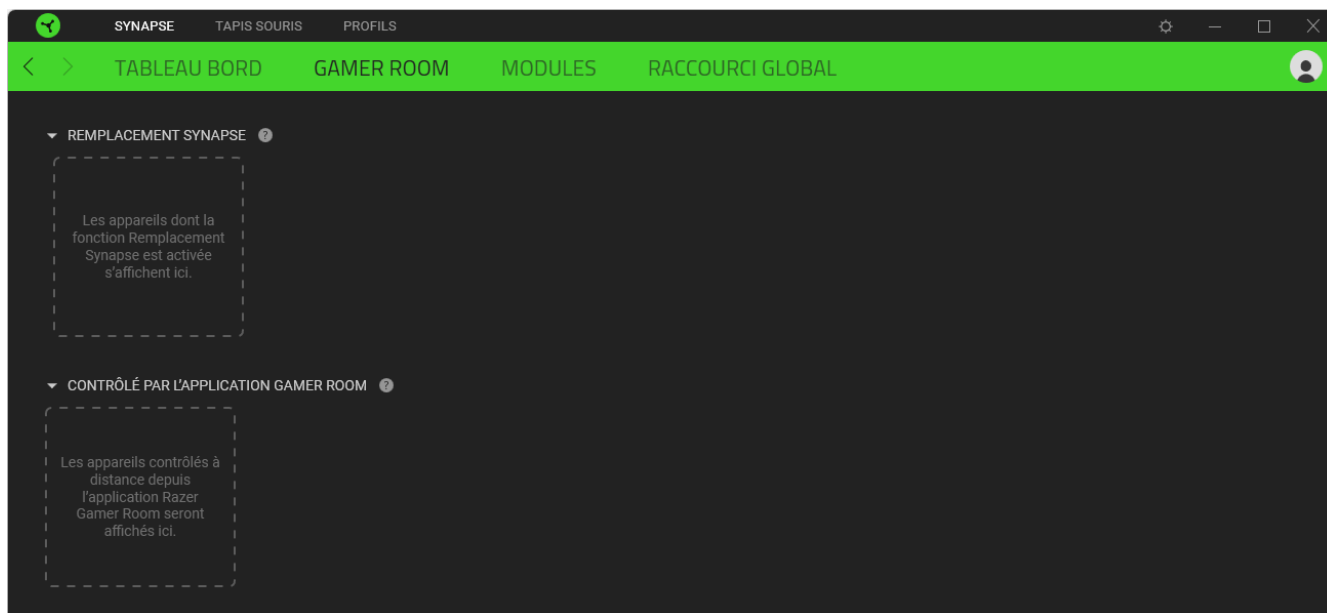 SYNAPSE TAPIS SOURIS PROFILS
TABLEAU BORD GAMER ROOM MODULES RACCOURCI GLOBAL
REMPLACEMENT SYNAPSE ?
Les appareils dont la
fonction Remplacement
Synapse est activée
s'affichent ici.
CONTRÔLÉ PAR L'APPLICATION GAMER ROOM ?
Les appareils contrôlés à
distance depuis
l'application Razer
Gamer Room seront
affichés ici.